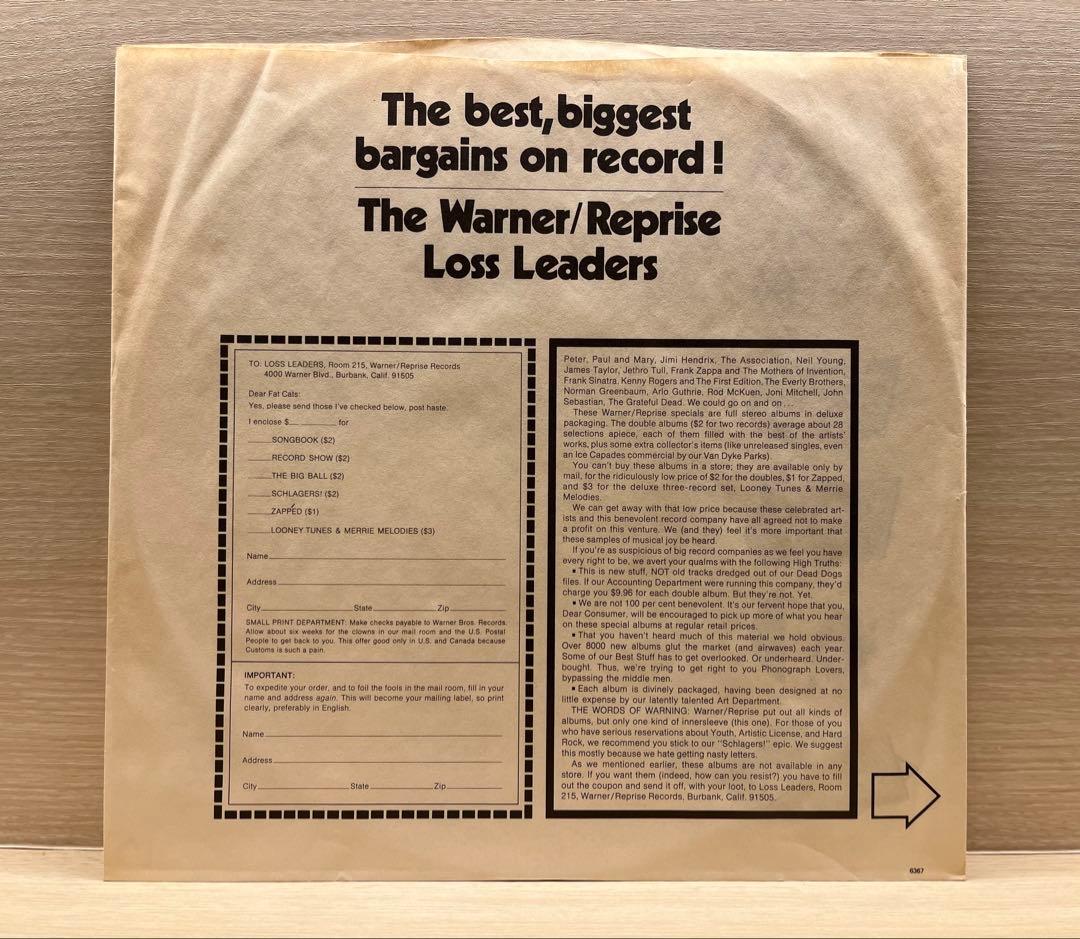 The best, biggest
bargains on record!
The Warner/Reprise
Loss Leaders
TO: LOSS LEADERS, Room 215, Warner/Reprise Records
4000 Warner Blvd., Burbank, Calif. 91505
Dear Fat Cats:
Yes, please send those I've checked below, post haste.
I enclose $________ for
____SONGBOOK ($2)
____RECORD SHOW ($2)
____THE BIG BALL ($2)
____SCHLAGERS! ($2)
____ZAPPED ($1)
____LOONEY TUNES & MERRIE MELODIES ($3)
Name
Address
City State Zip
SMALL PRINT DEPARTMENT: Make checks payable to Warner Bros. Records.
Allow about six weeks for the clowns in our mail room and the U.S. Postal
People to get back to you. This offer good only in U.S. and Canada because
Customs is such a pain.
IMPORTANT:
To expedite your order, and to foil the fools in the mail room, fill in your
name and address again. This will become your mailing label, so print
clearly, preferably in English.
Name
Address
City State Zip
Peter, Paul and Mary, Jimi Hendrix, The Association, Neil Young,
James Taylor, Jethro Tull, Frank Zappa and The Mothers of Invention,
Frank Sinatra, Kenny Rogers and The First Edition, The Everly Brothers,
Norman Greenbaum, Arlo Guthrie, Rod McKuen, Joni Mitchell, John
Sebastian, The Grateful Dead. We could go on and on . . .
These Warner/Reprise specials are full stereo albums in deluxe
packaging. The double albums ($2 for two records) average about 28
selections apiece, each of them filled with the best of the artists'
works, plus some extra collector's items (like unreleased singles, even
an Ice Capades commercial by our Van Dyke Parks).
You can't buy these albums in a store; they are available only by
mail, for the ridiculously low price of $2 for the doubles, $1 for Zapped,
and $3 for the deluxe three-record set, Looney Tunes & Merrie
Melodies.
We can get away with that low price because these celebrated art-
ists and this benevolent record company have all agreed not to make
a profit on this venture. We (and they) feel it's more important that
these samples of musical joy be heard.
If you're as suspicious of big record companies as we feel you have
every right to be, we avert your qualms with the following High Truths:
▪ This is new stuff, NOT old tracks dredged out of our Dead Dogs
files. If our Accounting Department were running this company, they'd
charge you $9.96 for each double album. But they're not. Yet.
▪ We are not 100 per cent benevolent. It's our fervent hope that you,
Dear Consumer, will be encouraged to pick up more of what you hear
on these special albums at regular retail prices.
▪ That you haven't heard much of this material we hold obvious.
Over 8000 new albums glut the market (and airwaves) each year.
Some of our Best Stuff has to get overlooked. Or underheard. Under-
bought. Thus, we're trying to get right to you Phonograph Lovers,
bypassing the middle men.
▪ Each album is divinely packaged, having been designed at no
little expense by our latently talented Art Department.
THE WORDS OF WARNING: Warner/Reprise put out all kinds of
albums, but only one kind of innersleeve (this one). For those of you
who have serious reservations about Youth, Artistic License, and Hard
Rock, we recommend you stick to our "Schlagers!" epic. We suggest
this mostly because we hate getting nasty letters.
As we mentioned earlier, these albums are not available in any
store. If you want them (indeed, how can you resist?) you have to fill
out the coupon and send it off, with your loot, to Loss Leaders, Room
215, Warner/Reprise Records, Burbank, Calif. 91505.
6367